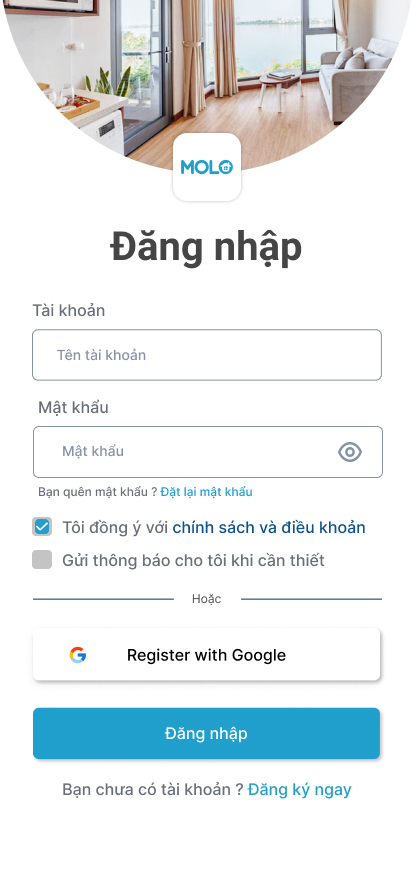 MOLO
Đăng nhập
Tài khoản
Tên tài khoản
Mật khẩu
Mật khẩu
Bạn quên mật khẩu ? Đặt lại mật khẩu
Tôi đồng ý với chính sách và điều khoản
Gửi thông báo cho tôi khi cần thiết
Hoặc
Register with Google
Đăng nhập
Bạn chưa có tài khoản ? Đăng ký ngay